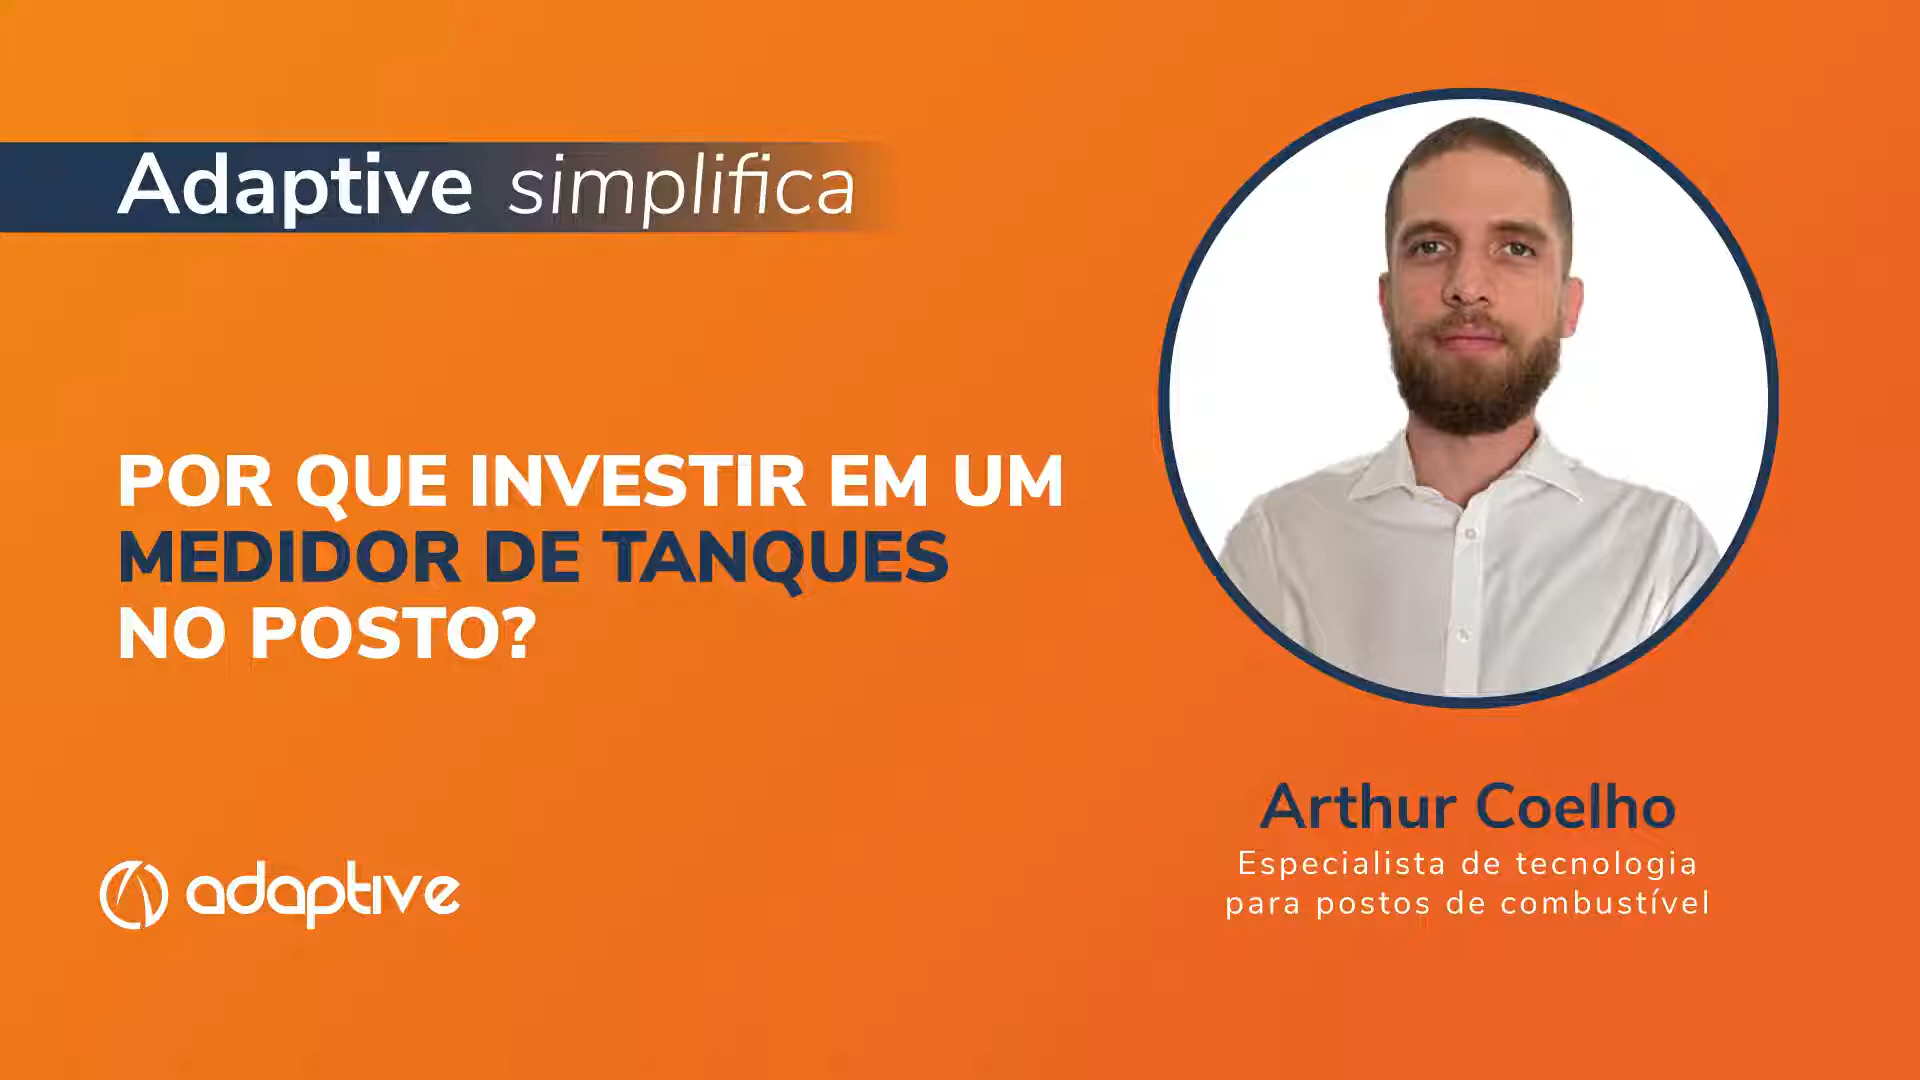 Adaptive simplifica
POR QUE INVESTIR EM UM
MEDIDOR DE TANQUES
NO POSTO?
adaptive
Arthur Coelho
Especialista de tecnologia
para postos de combustível